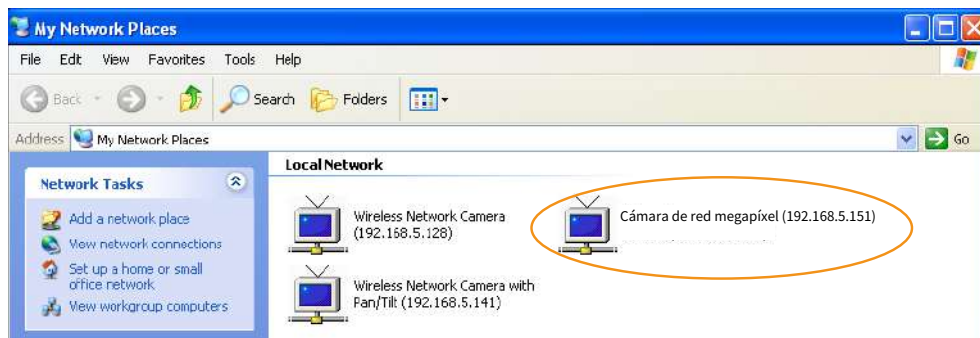 My Network Places
File Edit View Favorites Tools Help
Back Search Folders
Address My Network Places Go
Network Tasks
Add a network place
View network connections
Set up a home or small
office network
View workgroup computers
Local Network
Wireless Network Camera
(192.168.5.128)
Cámara de red megapíxel (192.168.5.151)
Wireless Network Camera with
Pan/Tilt (192.168.5.141)